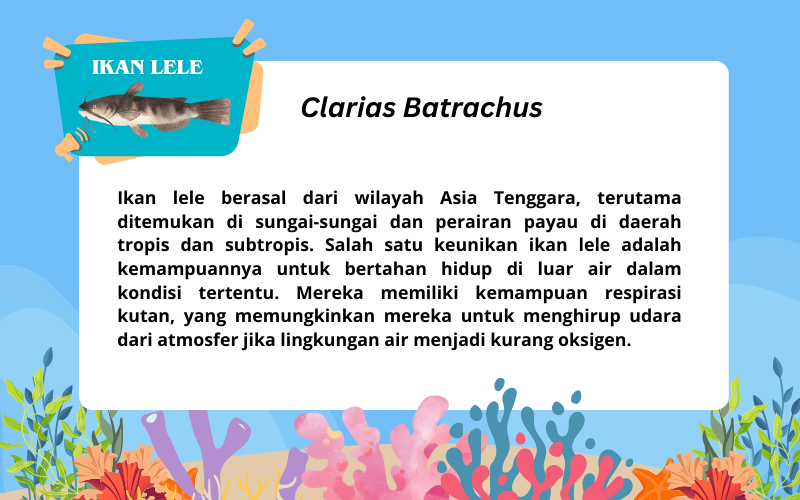 IKAN LELE
Clarias Batrachus
Ikan lele berasal dari wilayah Asia Tenggara, terutama
ditemukan di sungai-sungai dan perairan payau di daerah
tropis dan subtropis. Salah satu keunikan ikan lele adalah
kemampuannya untuk bertahan hidup di luar air dalam
kondisi tertentu. Mereka memiliki kemampuan respirasi
kutan, yang memungkinkan mereka untuk menghirup udara
dari atmosfer jika lingkungan air menjadi kurang oksigen.